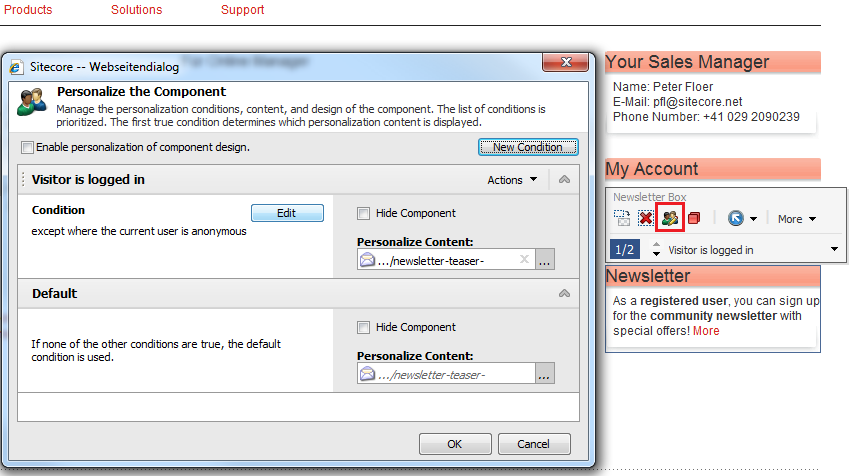 Products Solutions Support
Sitecore -- Webseitendialog
Personalize the Component
Manage the personalization conditions, content, and design of the component. The list of conditions is
prioritized. The first true condition determines which personalization content is displayed.
Enable personalization of component design.
New Condition
Visitor is logged in
Actions
Condition
Edit
except where the current user is anonymous
Hide Component
Personalize Content:
.../newsletter-teaser-
...
Default
If none of the other conditions are true, the default
condition is used.
Hide Component
Personalize Content:
.../newsletter-teaser-
...
OK
Cancel
Your Sales Manager
Name: Peter Floer
E-Mail: pfl@sitecore.net
Phone Number: +41 029 2090239
My Account
Newsletter Box
More
1/2
Visitor is logged in
Newsletter
As a registered user, you can sign up
for the community newsletter with
special offers! More